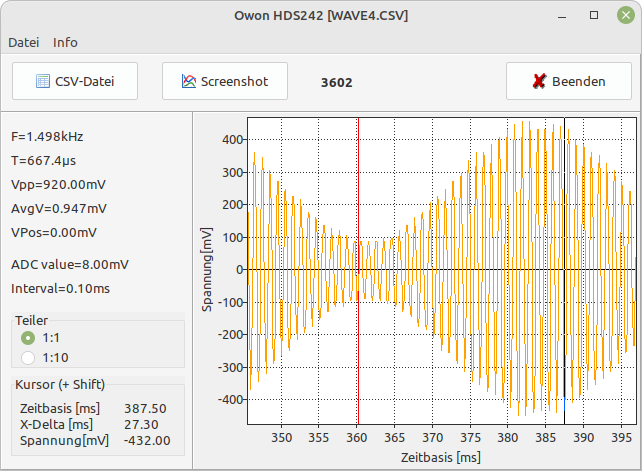 Owon HDS242 [WAVE4.CSV]
Datei Info
CSV-Datei Screenshot 3602 Beenden
F=1.498kHz
T=667.4µs
Vpp=920.00mV
AvgV=0.947mV
VPos=0.00mV
ADC value=8.00mV
Interval=0.10ms
Teiler
1:1
1:10
Kursor (+ Shift)
Zeitbasis [ms] 387.50
X-Delta [ms] 27.30
Spannung[mV] -432.00
Spannung[mV]
400
300
200
100
0
-100
-200
-300
-400
350 360 365 370 375 380 385 390 395
Zeitbasis [ms]